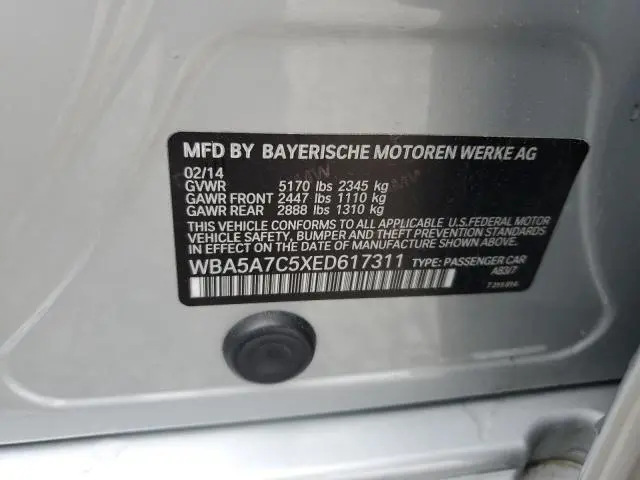 MFD BY BAYERISCHE MOTOREN WERKE AG
02/14
GVWR 5170 lbs 2345 kg
GAWR FRONT 2447 lbs 1110 kg
GAWR REAR 2888 lbs 1310 kg
THIS VEHICLE CONFORMS TO ALL APPLICABLE U.S.FEDERAL MOTOR
VEHICLE SAFETY, BUMPER AND THEFT PREVENTION STANDARDS
IN EFFECT ON THE DATE OF MANUFACTURE SHOWN ABOVE.
WBA5A7C5XED617311 TYPE: PASSENGER CAR
A83/7